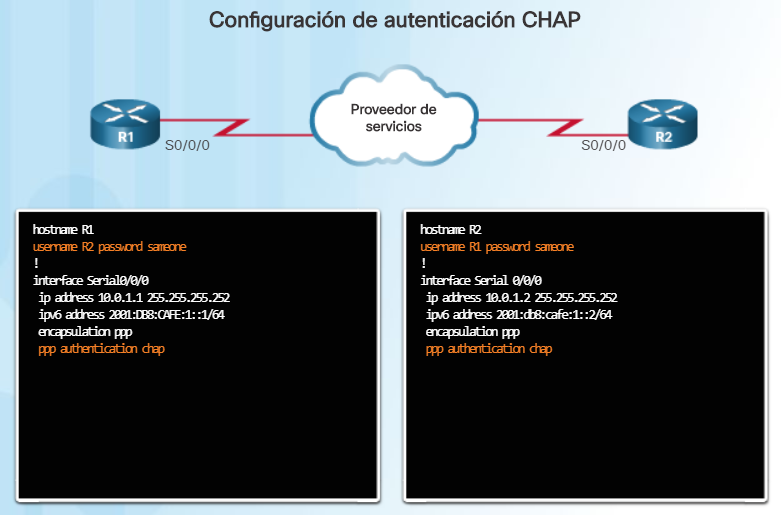 Configuración de autenticación CHAP
Proveedor de
servicios
R1
R2
S0/0/0
S0/0/0
hostname R1
username R2 password sameone
!
interface Serial0/0/0
ip address 10.0.1.1 255.255.255.252
ipv6 address 2001:DB8:CAFE:1::1/64
encapsulation ppp
ppp authentication chap
hostname R2
username R1 password sameone
!
interface Serial 0/0/0
ip address 10.0.1.2 255.255.255.252
ipv6 address 2001:db8:cafe:1::2/64
encapsulation ppp
ppp authentication chap